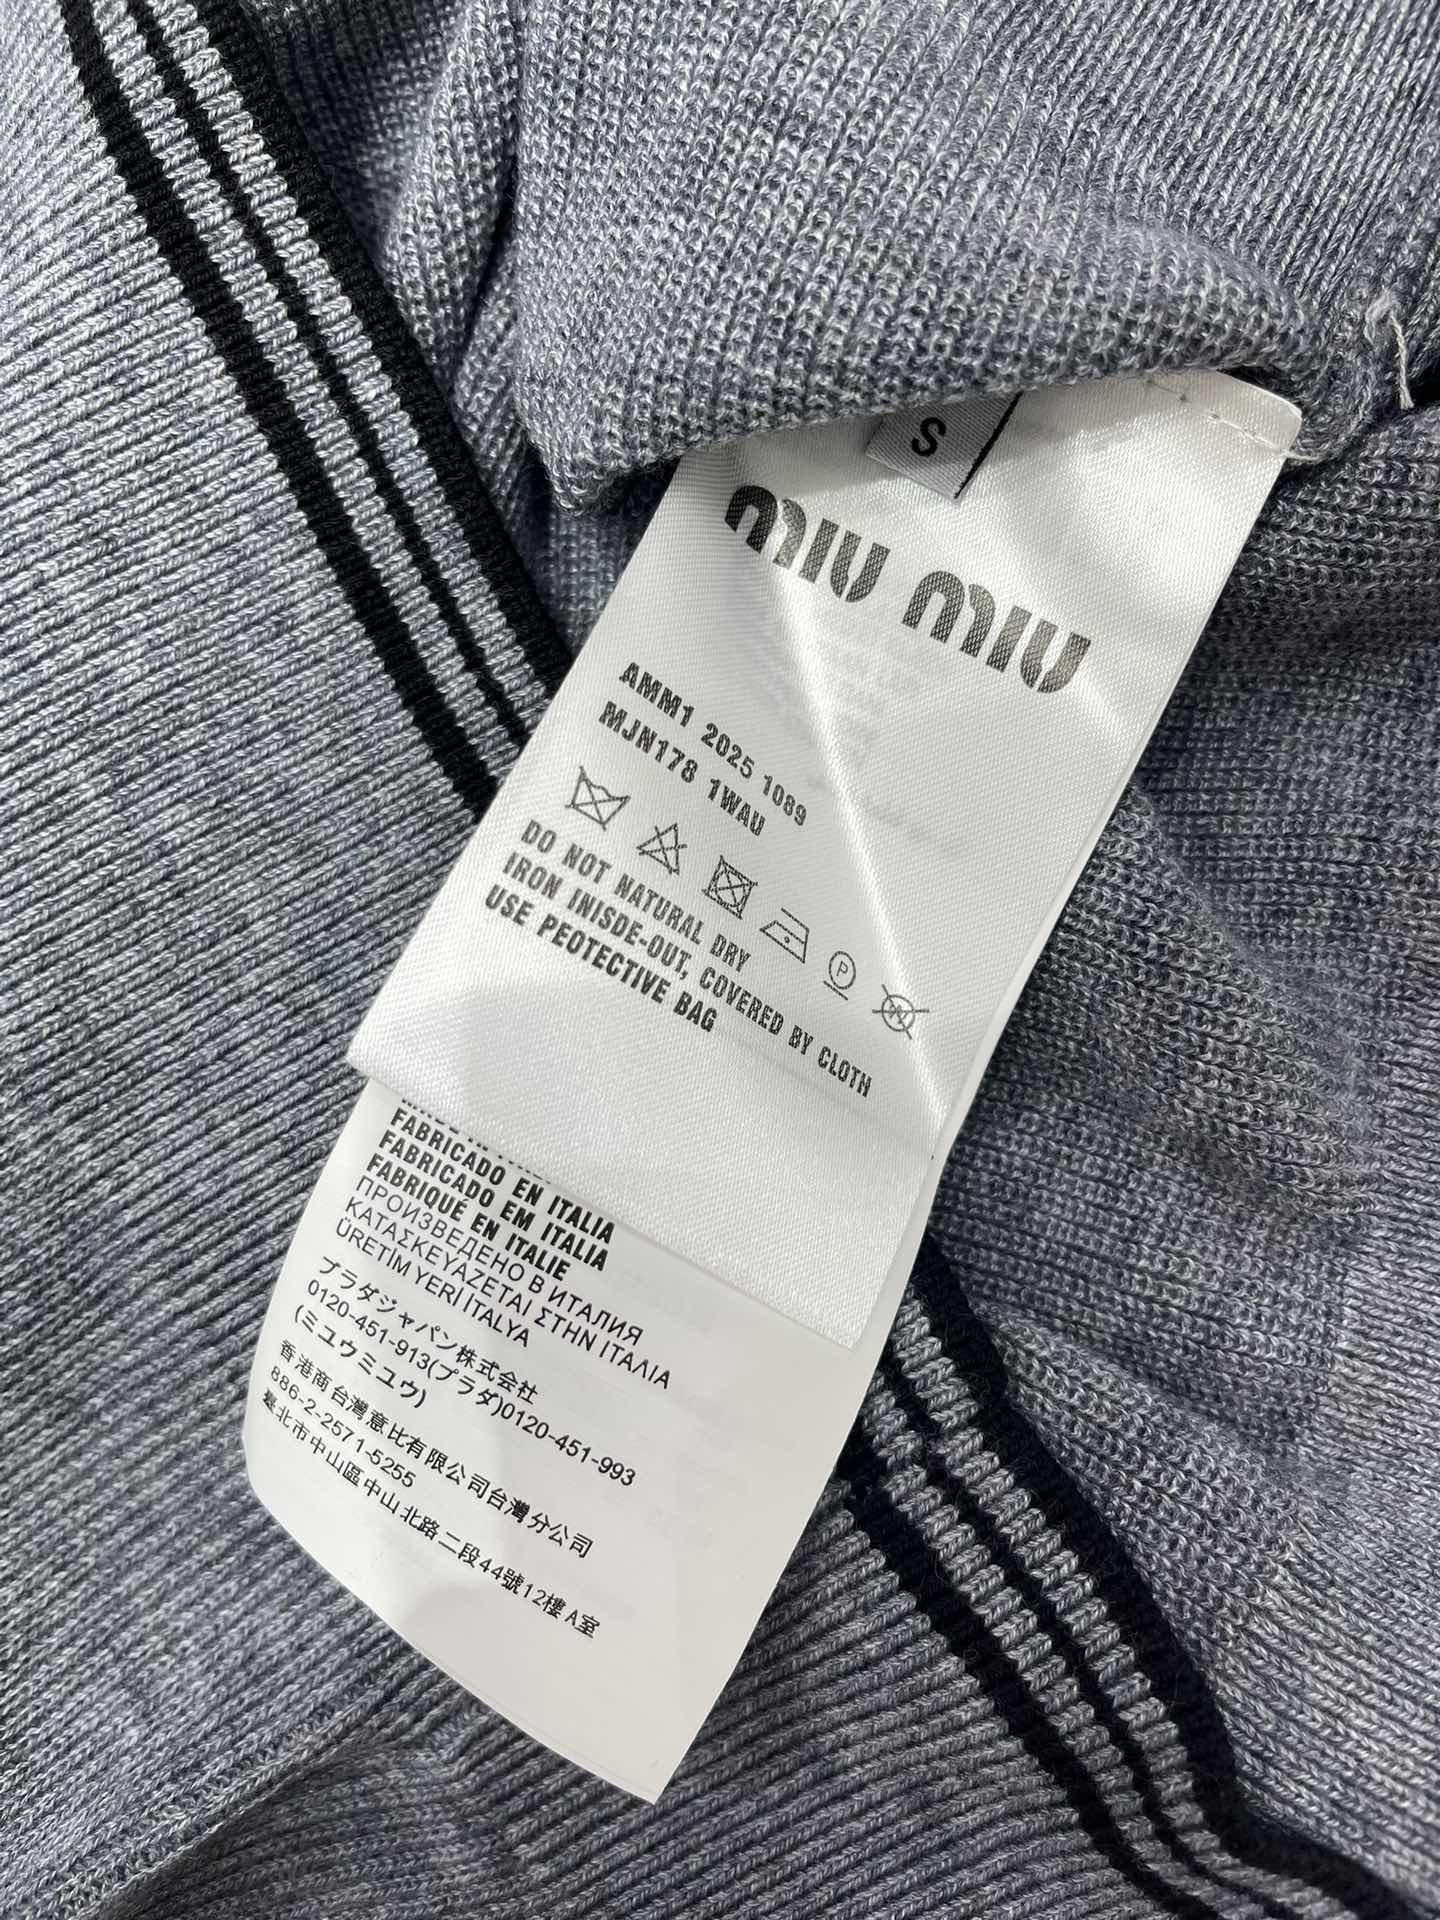 S
miu miu
AMM1 2025 1089
MJN178 1WAU
P
W
DO NOT NATURAL DRY
IRON INISDE-OUT, COVERED BY CLOTH
USE PEOTECTIVE BAG
FABRICADO EN ITALIA
FABRICADO EM ITALIA
FABRIQUÉ EN ITALIE
ПРОИЗВЕДЕНО В ИТАЛИЯ
ΚΑΤΑΣΚΕΥΑΖΕΤΑΙ ΣΤΗΝ ΙΤΑΛΙΑ
ÜRETİM YERİ İTALYA
プラダジャパン株式会社
0120-451-913(プラダ)0120-451-993
(ミュウミュウ)
香港商台灣意比有限公司台灣分公司
886-2-2571-5255
臺北市中山區中山北路二段44號12樓A室